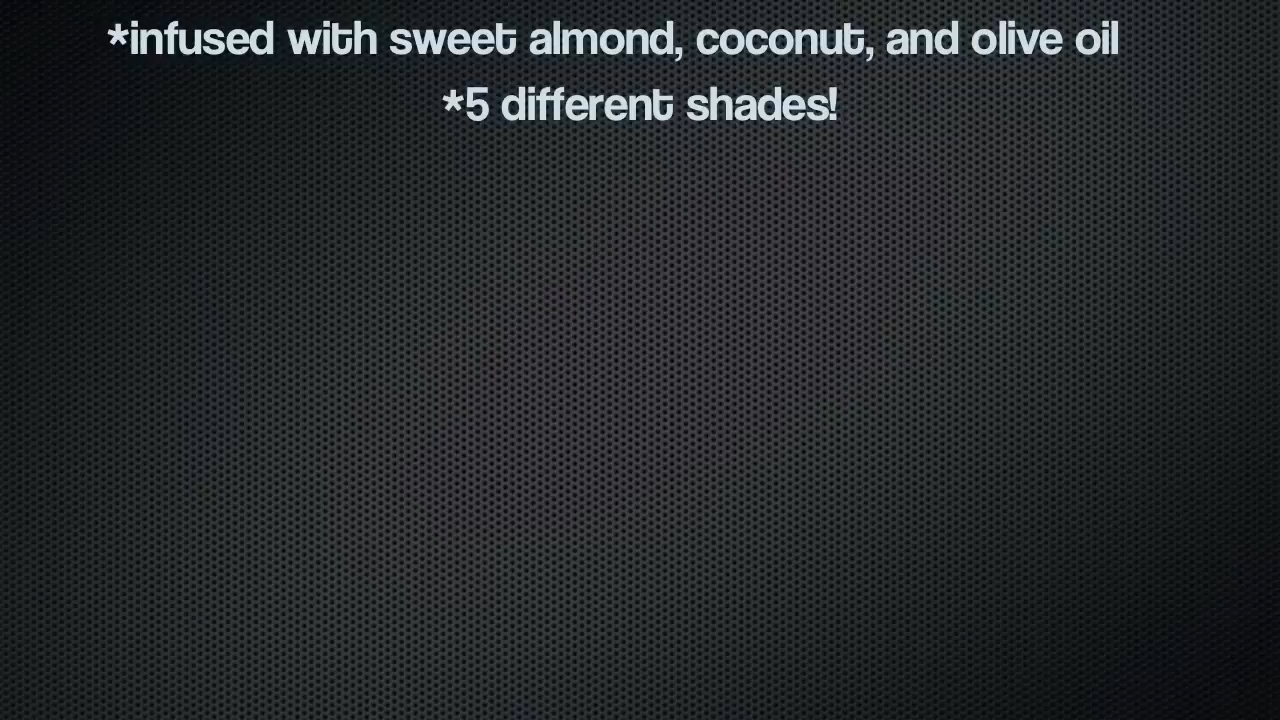 *infused with sweet almond, coconut, and olive oil
*5 different shades!